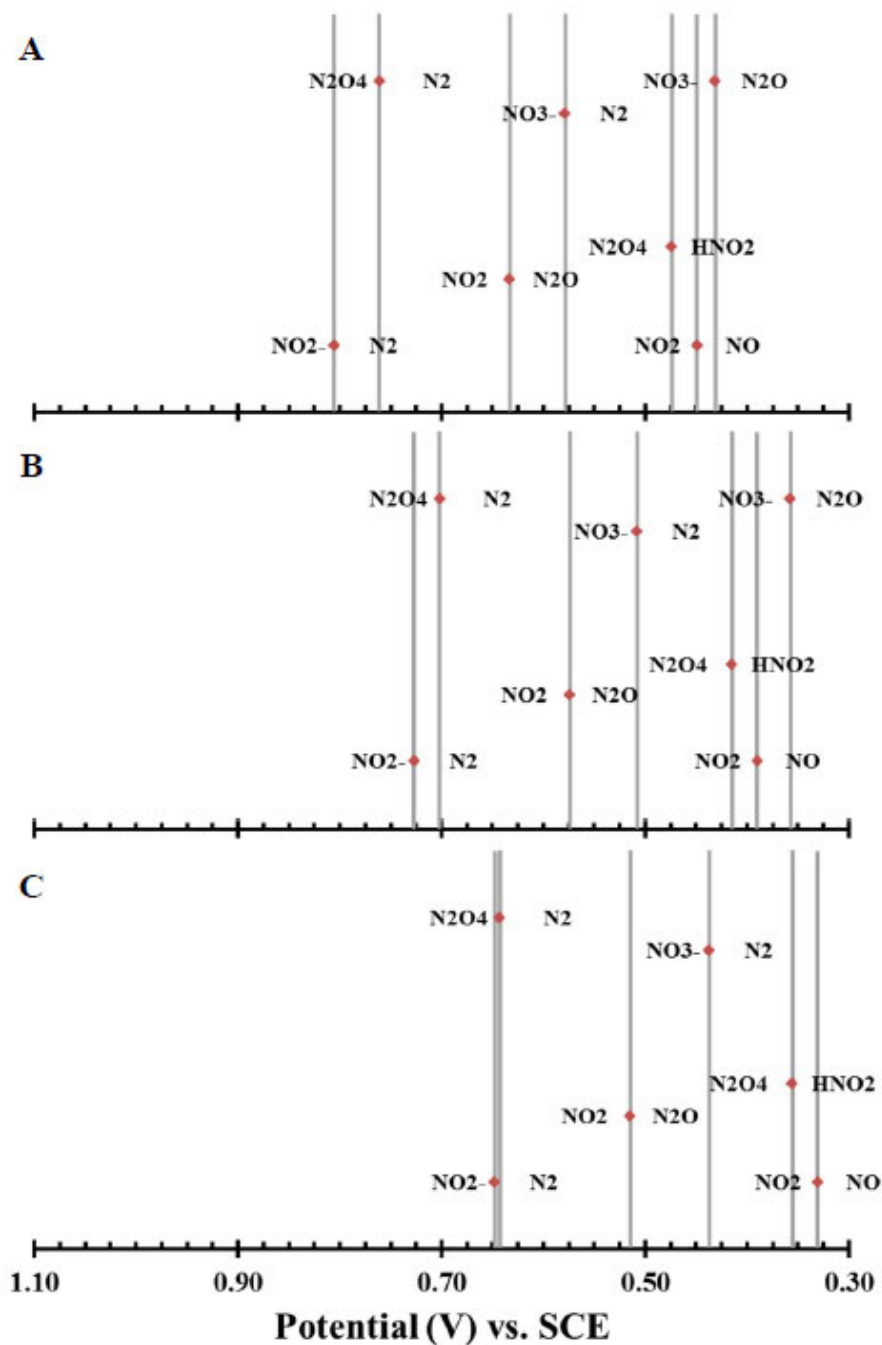 A
N2O4 N2 NO3- N2O
NO3- N2
N2O4 HNO2
NO2 N2O
NO2- N2 NO2 NO
B
N2O4 N2 NO3- N2O
NO3- N2
N2O4 HNO2
NO2 N2O
NO2- N2 NO2 NO
C
N2O4 N2
NO3- N2
N2O4 HNO2
NO2 N2O
NO2- N2 NO2 NO
1.10 0.90 0.70 0.50 0.30
Potential (V) vs. SCE